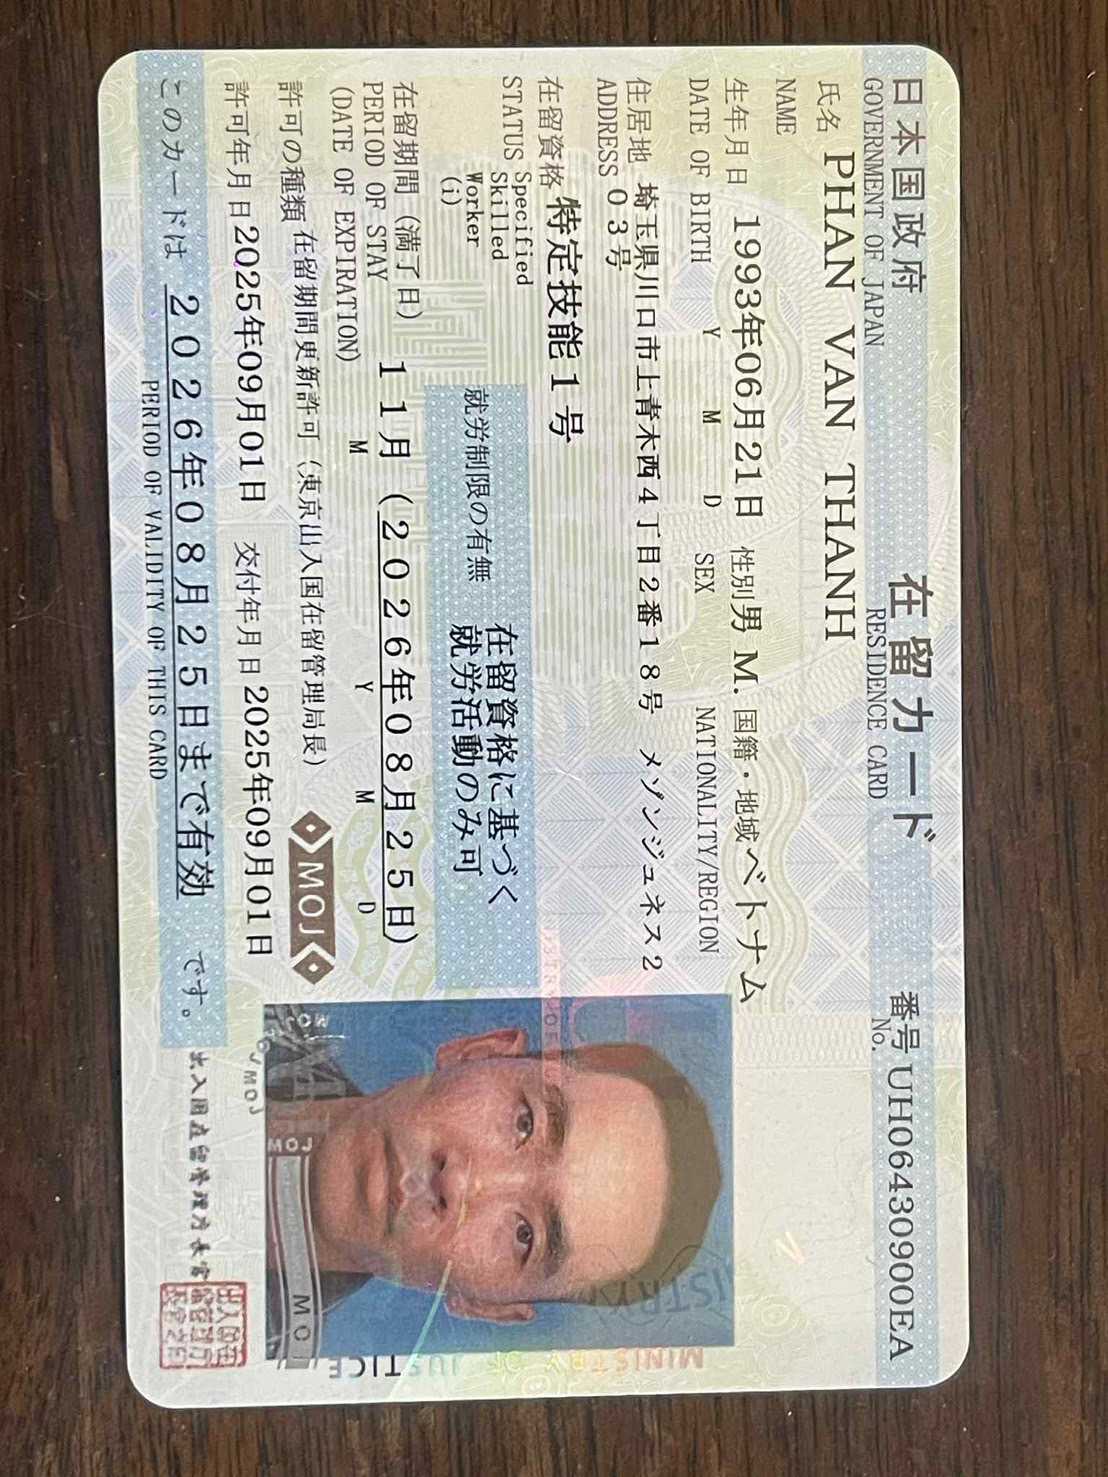 日本国政府 在留カード 番号 UH06430900EA
GOVERNMENT OF JAPAN RESIDENCE CARD No.
氏名 PHAN VAN THANH
NAME
生年月日 1993年06月21日 性別 男 M. 国籍・地域 ベトナム
DATE OF BIRTH Y M D SEX NATIONALITY/REGION
住居地 埼玉県川口市上青木西4丁目2番18号 メゾンジュネス2
ADDRESS 03号
在留資格 特定技能1号
STATUS Specified
Skilled
Worker
(i)
就労制限の有無 在留資格に基づく
就労活動のみ可
在留期間(満了日) 11月(2026年08月25日)
PERIOD OF STAY
(DATE OF EXPIRATION) M Y M D
許可の種類 在留期間更新許可(東京出入国在留管理局長)
許可年月日 2025年09月01日 交付年月日 2025年09月01日
このカードは 2026年08月25日まで有効 です。
PERIOD OF VALIDITY OF THIS CARD
MOJ
出入国在留管理庁長官
MOJ
MOJ
MINISTRY OF JUSTICE